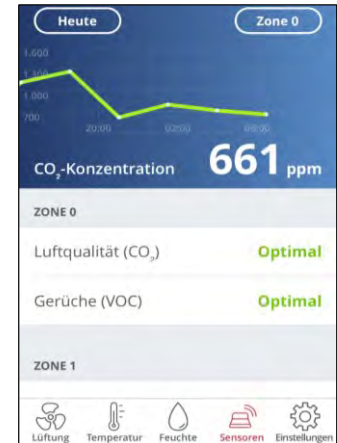 Heute Zone 0
1.600
1.300
1.000
700
20:00 02:00 08:00
CO₂-Konzentration 661 ppm
ZONE 0
Luftqualität (CO₂) Optimal
Gerüche (VOC) Optimal
ZONE 1
Lüftung Temperatur Feuchte Sensoren Einstellungen